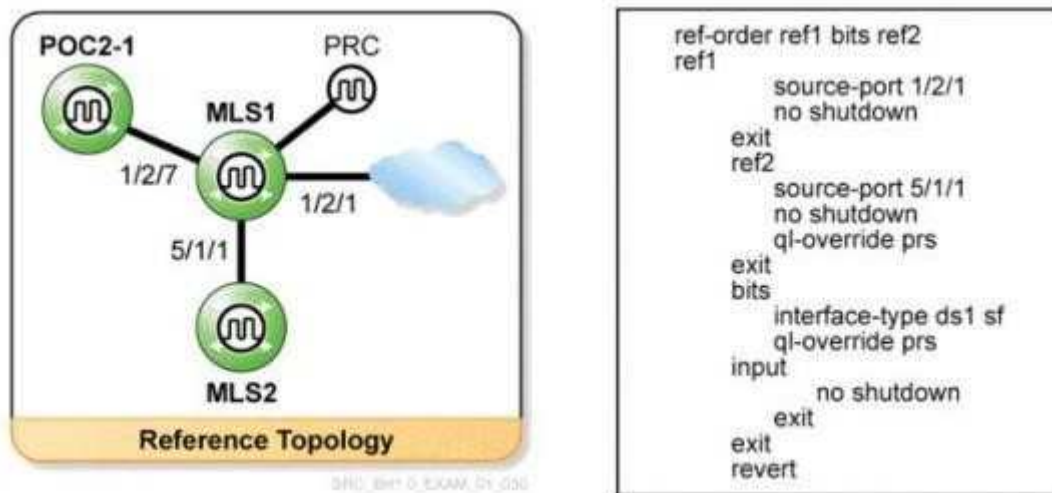 POC2-1
PRC
MLS1
1/2/7
1/2/1
5/1/1
MLS2
Reference Topology
ref-order ref1 bits ref2
ref1
source-port 1/2/1
no shutdown
exit
ref2
source-port 5/1/1
no shutdown
ql-override prs
exit
bits
interface-type ds1 sf
ql-override prs
input
no shutdown
exit
exit
revert